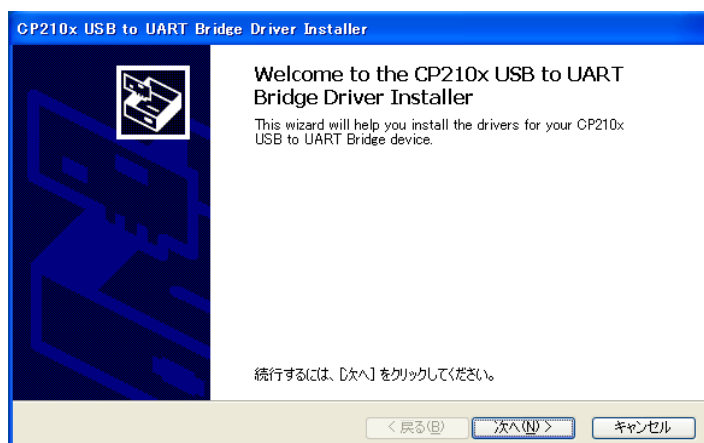 CP210x USB to UART Bridge Driver Installer
Welcome to the CP210x USB to UART
Bridge Driver Installer
This wizard will help you install the drivers for your CP210x
USB to UART Bridge device.
続行するには、[次へ] をクリックしてください。
< 戻る(B)
次へ(N) >
キャンセル